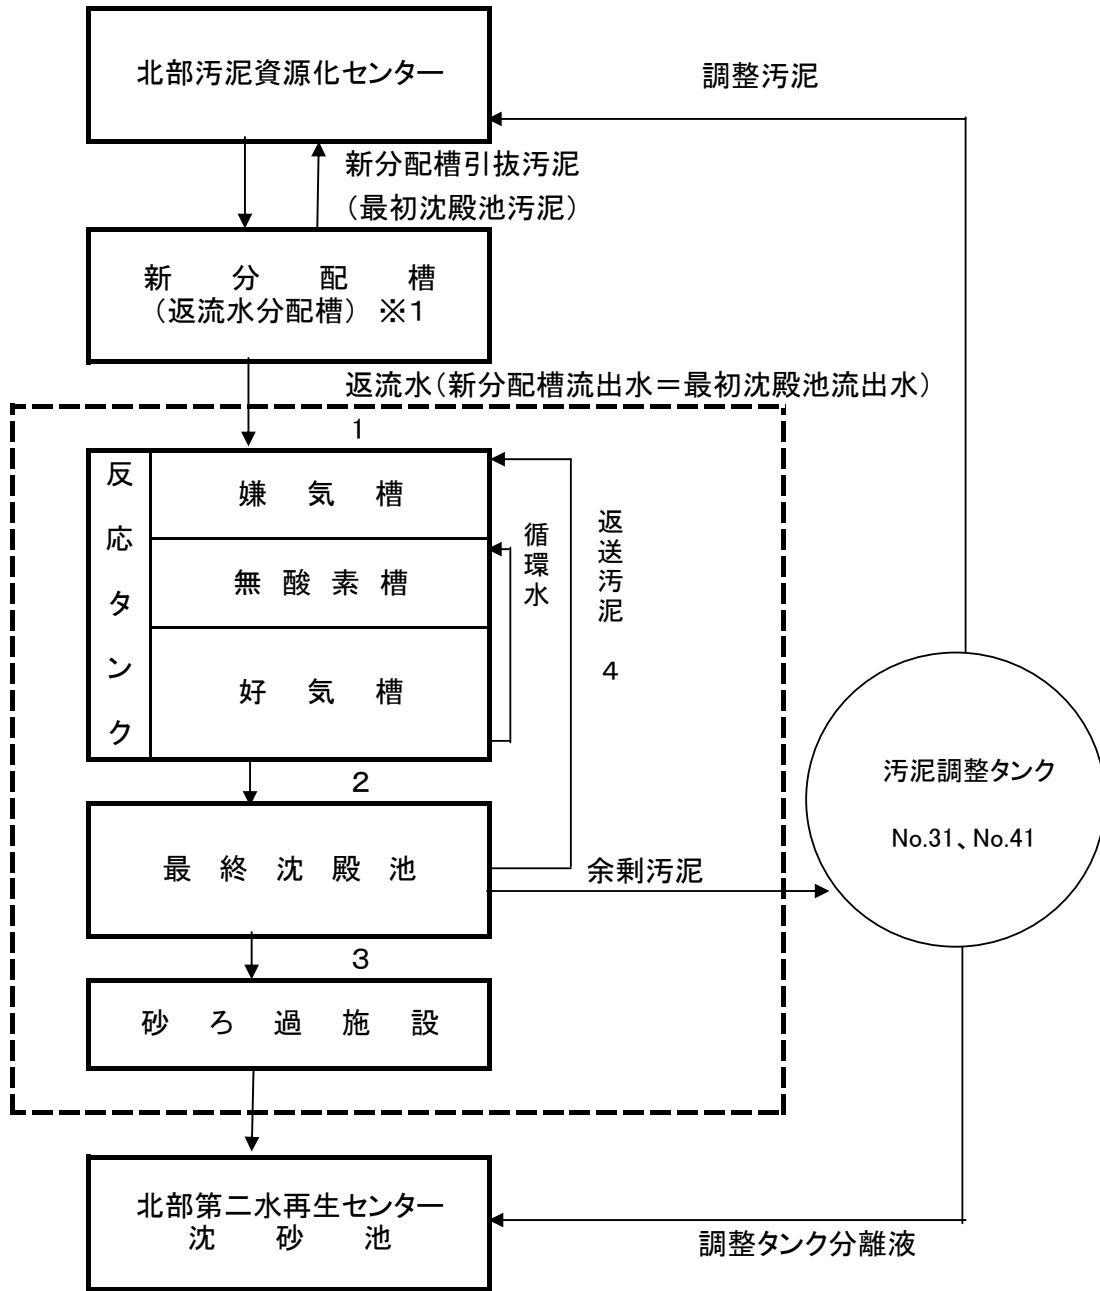 北部汚泥資源化センター
調整汚泥
新分配槽引抜汚泥
（最初沈殿池汚泥）
新 分 配 槽
（返流水分配槽） ※1
返流水（新分配槽流出水＝最初沈殿池流出水）
1
反応タンク
嫌 気 槽
無 酸 素 槽
好 気 槽
循環水
返送汚泥 4
2
汚泥調整タンク
No.31、No.41
最 終 沈 殿 池
余剰汚泥
3
砂 ろ 過 施 設
北部第二水再生センター
沈 砂 池
調整タンク分離液